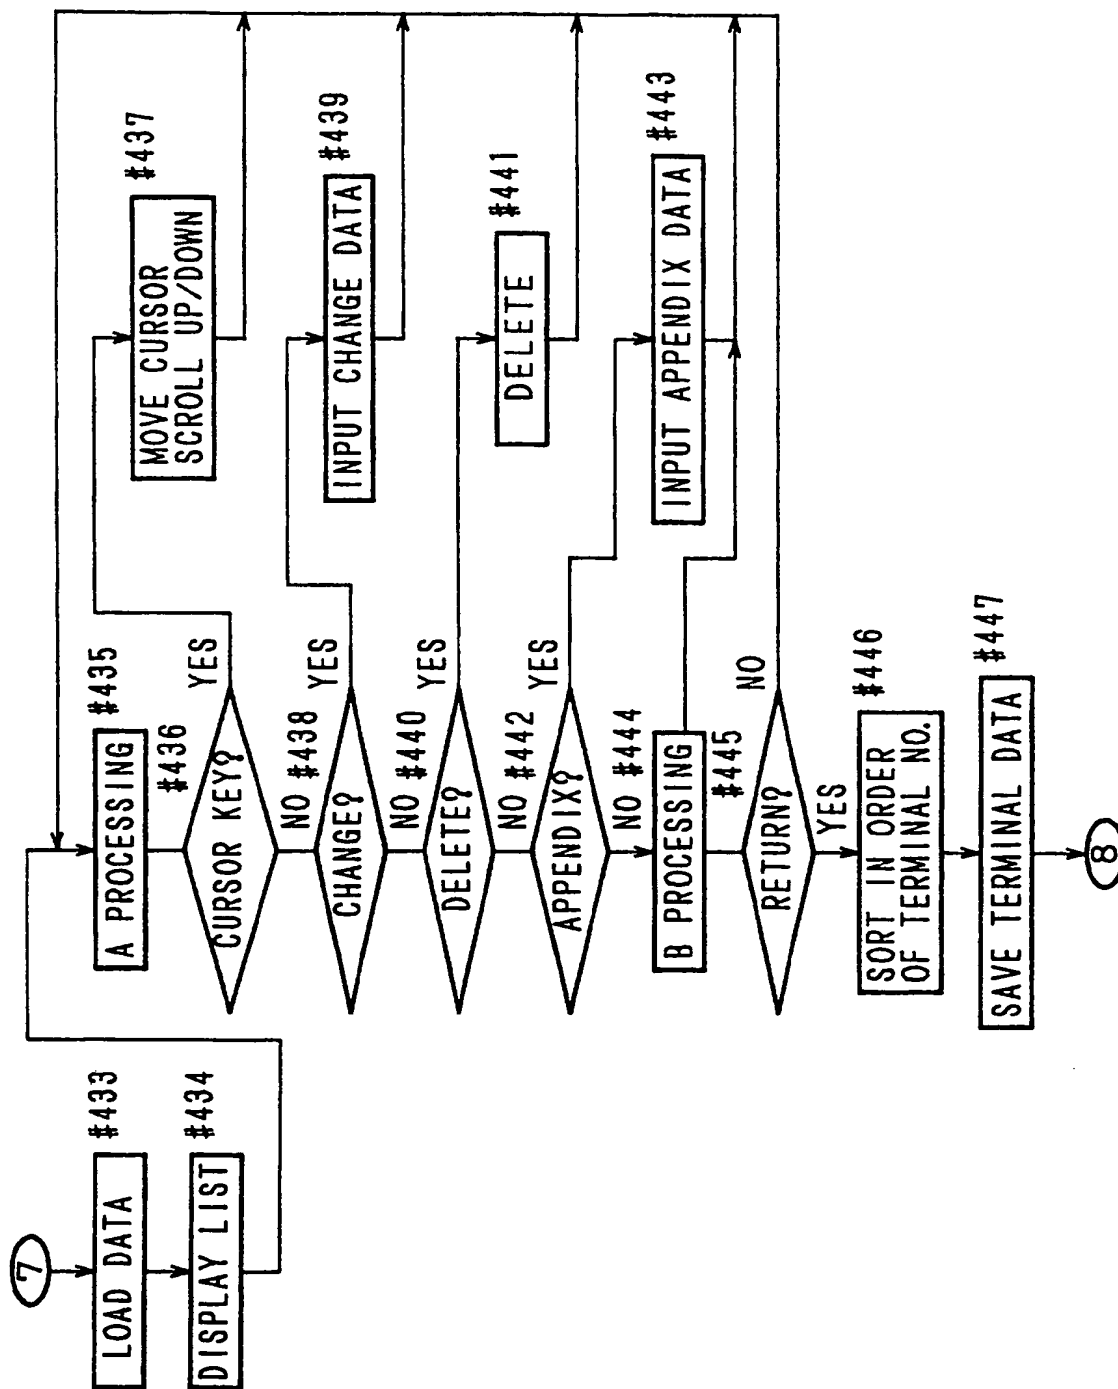 7
LOAD DATA
#433
DISPLAY LIST
#434
A PROCESSING
#435
#436
CURSOR KEY?
YES
MOVE CURSOR
SCROLL UP/DOWN
#437
NO
#438
CHANGE?
YES
INPUT CHANGE DATA
#439
NO
#440
DELETE?
YES
DELETE
#441
NO
#442
APPENDIX?
YES
INPUT APPENDIX DATA
#443
NO
#444
B PROCESSING
#445
RETURN?
NO
YES
SORT IN ORDER
OF TERMINAL NO.
#446
SAVE TERMINAL DATA
#447
8